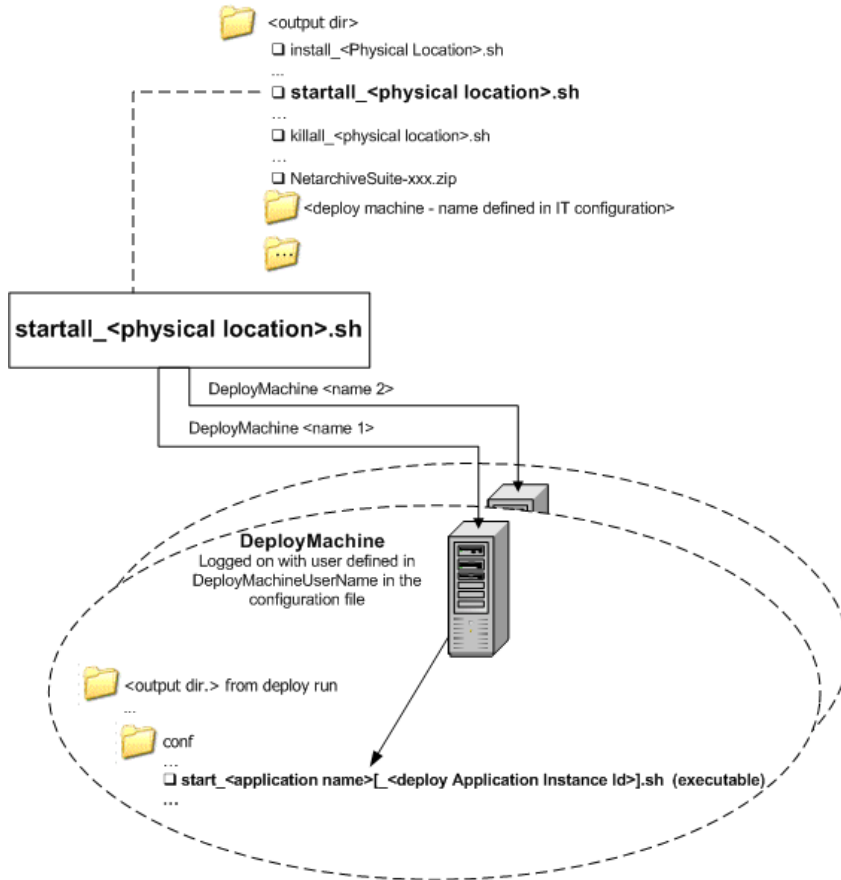 <output dir>
install_<Physical Location>.sh
...
startall_<physical location>.sh
...
killall_<physical location>.sh
...
NetarchiveSuite-xxx.zip
<deploy machine - name defined in IT configuration>
...
startall_<physical location>.sh
DeployMachine <name 2>
DeployMachine <name 1>
DeployMachine
Logged on with user defined in
DeployMachineUserName in the
configuration file
<output dir.> from deploy run
...
conf
...
start_<application name>[_<deploy Application Instance Id>].sh (executable)
...